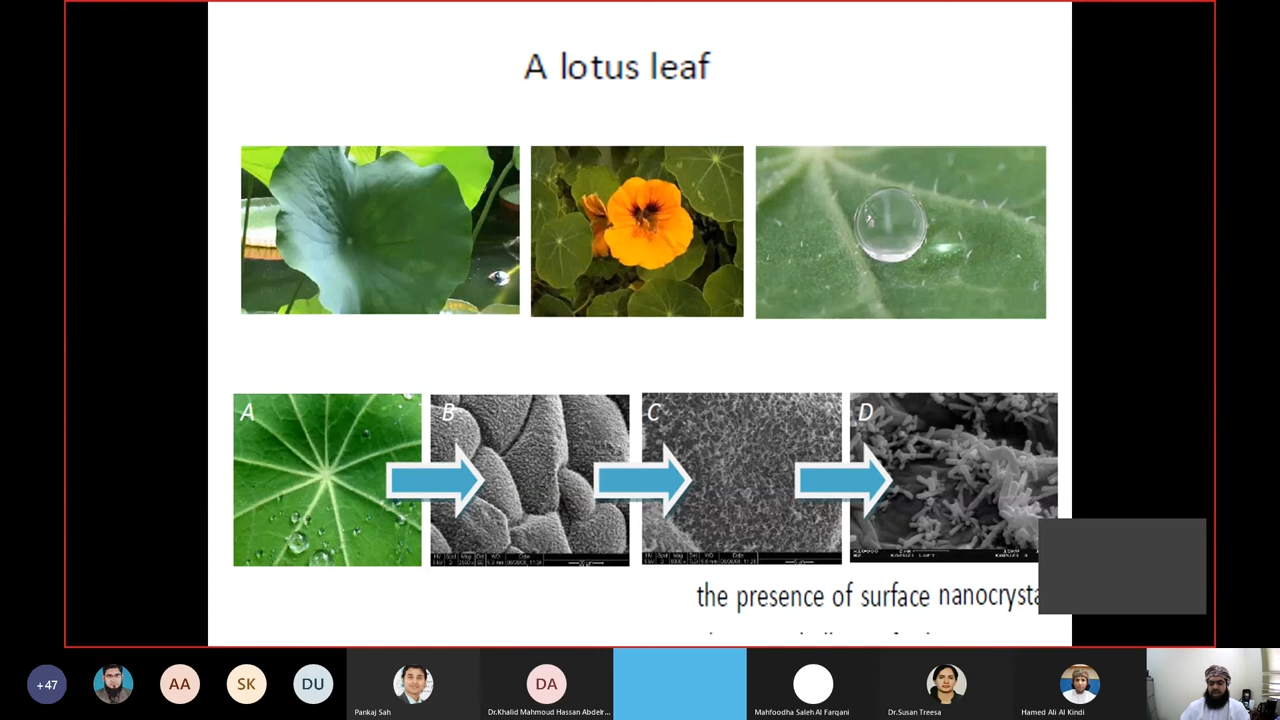 A lotus leaf
A
B
C
D
the presence of surface nanocrysta
+47
AA
SK
DU
DA
Pankaj Sah
Dr.Khalid Mahmoud Hassan Abdelr...
Mahfoodha Saleh Al Farqani
Dr.Susan Treesa
Hamed Ali Al Kindi